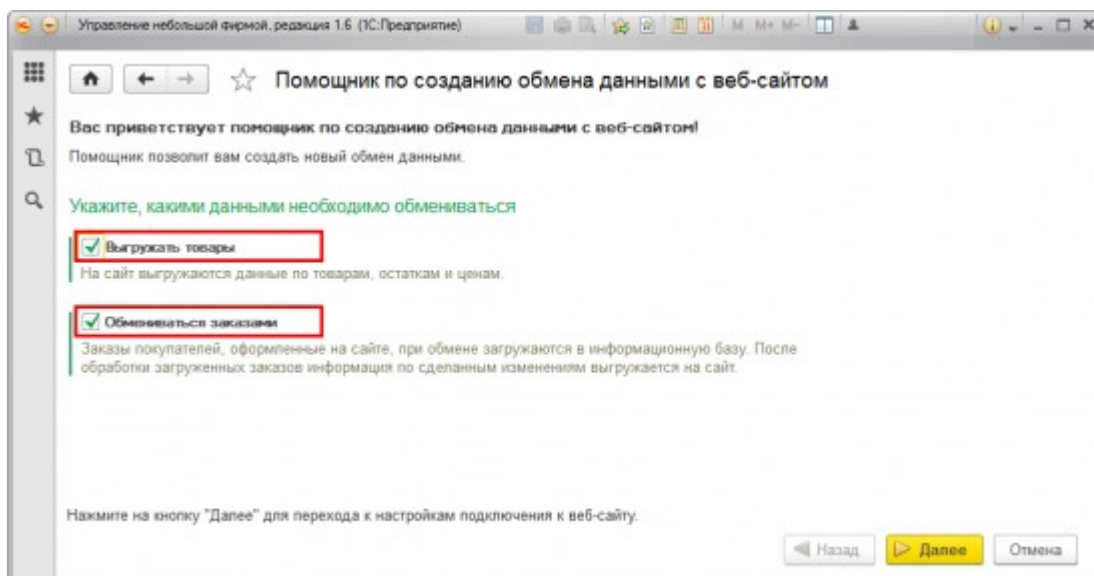 Управление небольшой фирмой, редакция 1.6 (1С:Предприятие)
M M+ M-
Помощник по созданию обмена данными с веб-сайтом
Вас приветствует помощник по созданию обмена данными с веб-сайтом!
Помощник позволит вам создать новый обмен данными.
Укажите, какими данными необходимо обмениваться
Выгружать товары
На сайт выгружаются данные по товарам, остаткам и ценам.
Обмениваться заказами
Заказы покупателей, оформленные на сайте, при обмене загружаются в информационную базу. После
обработки загруженных заказов информация по сделанным изменениям выгружается на сайт.
Нажмите на кнопку "Далее" для перехода к настройкам подключения к веб-сайту.
Назад Далее Отмена